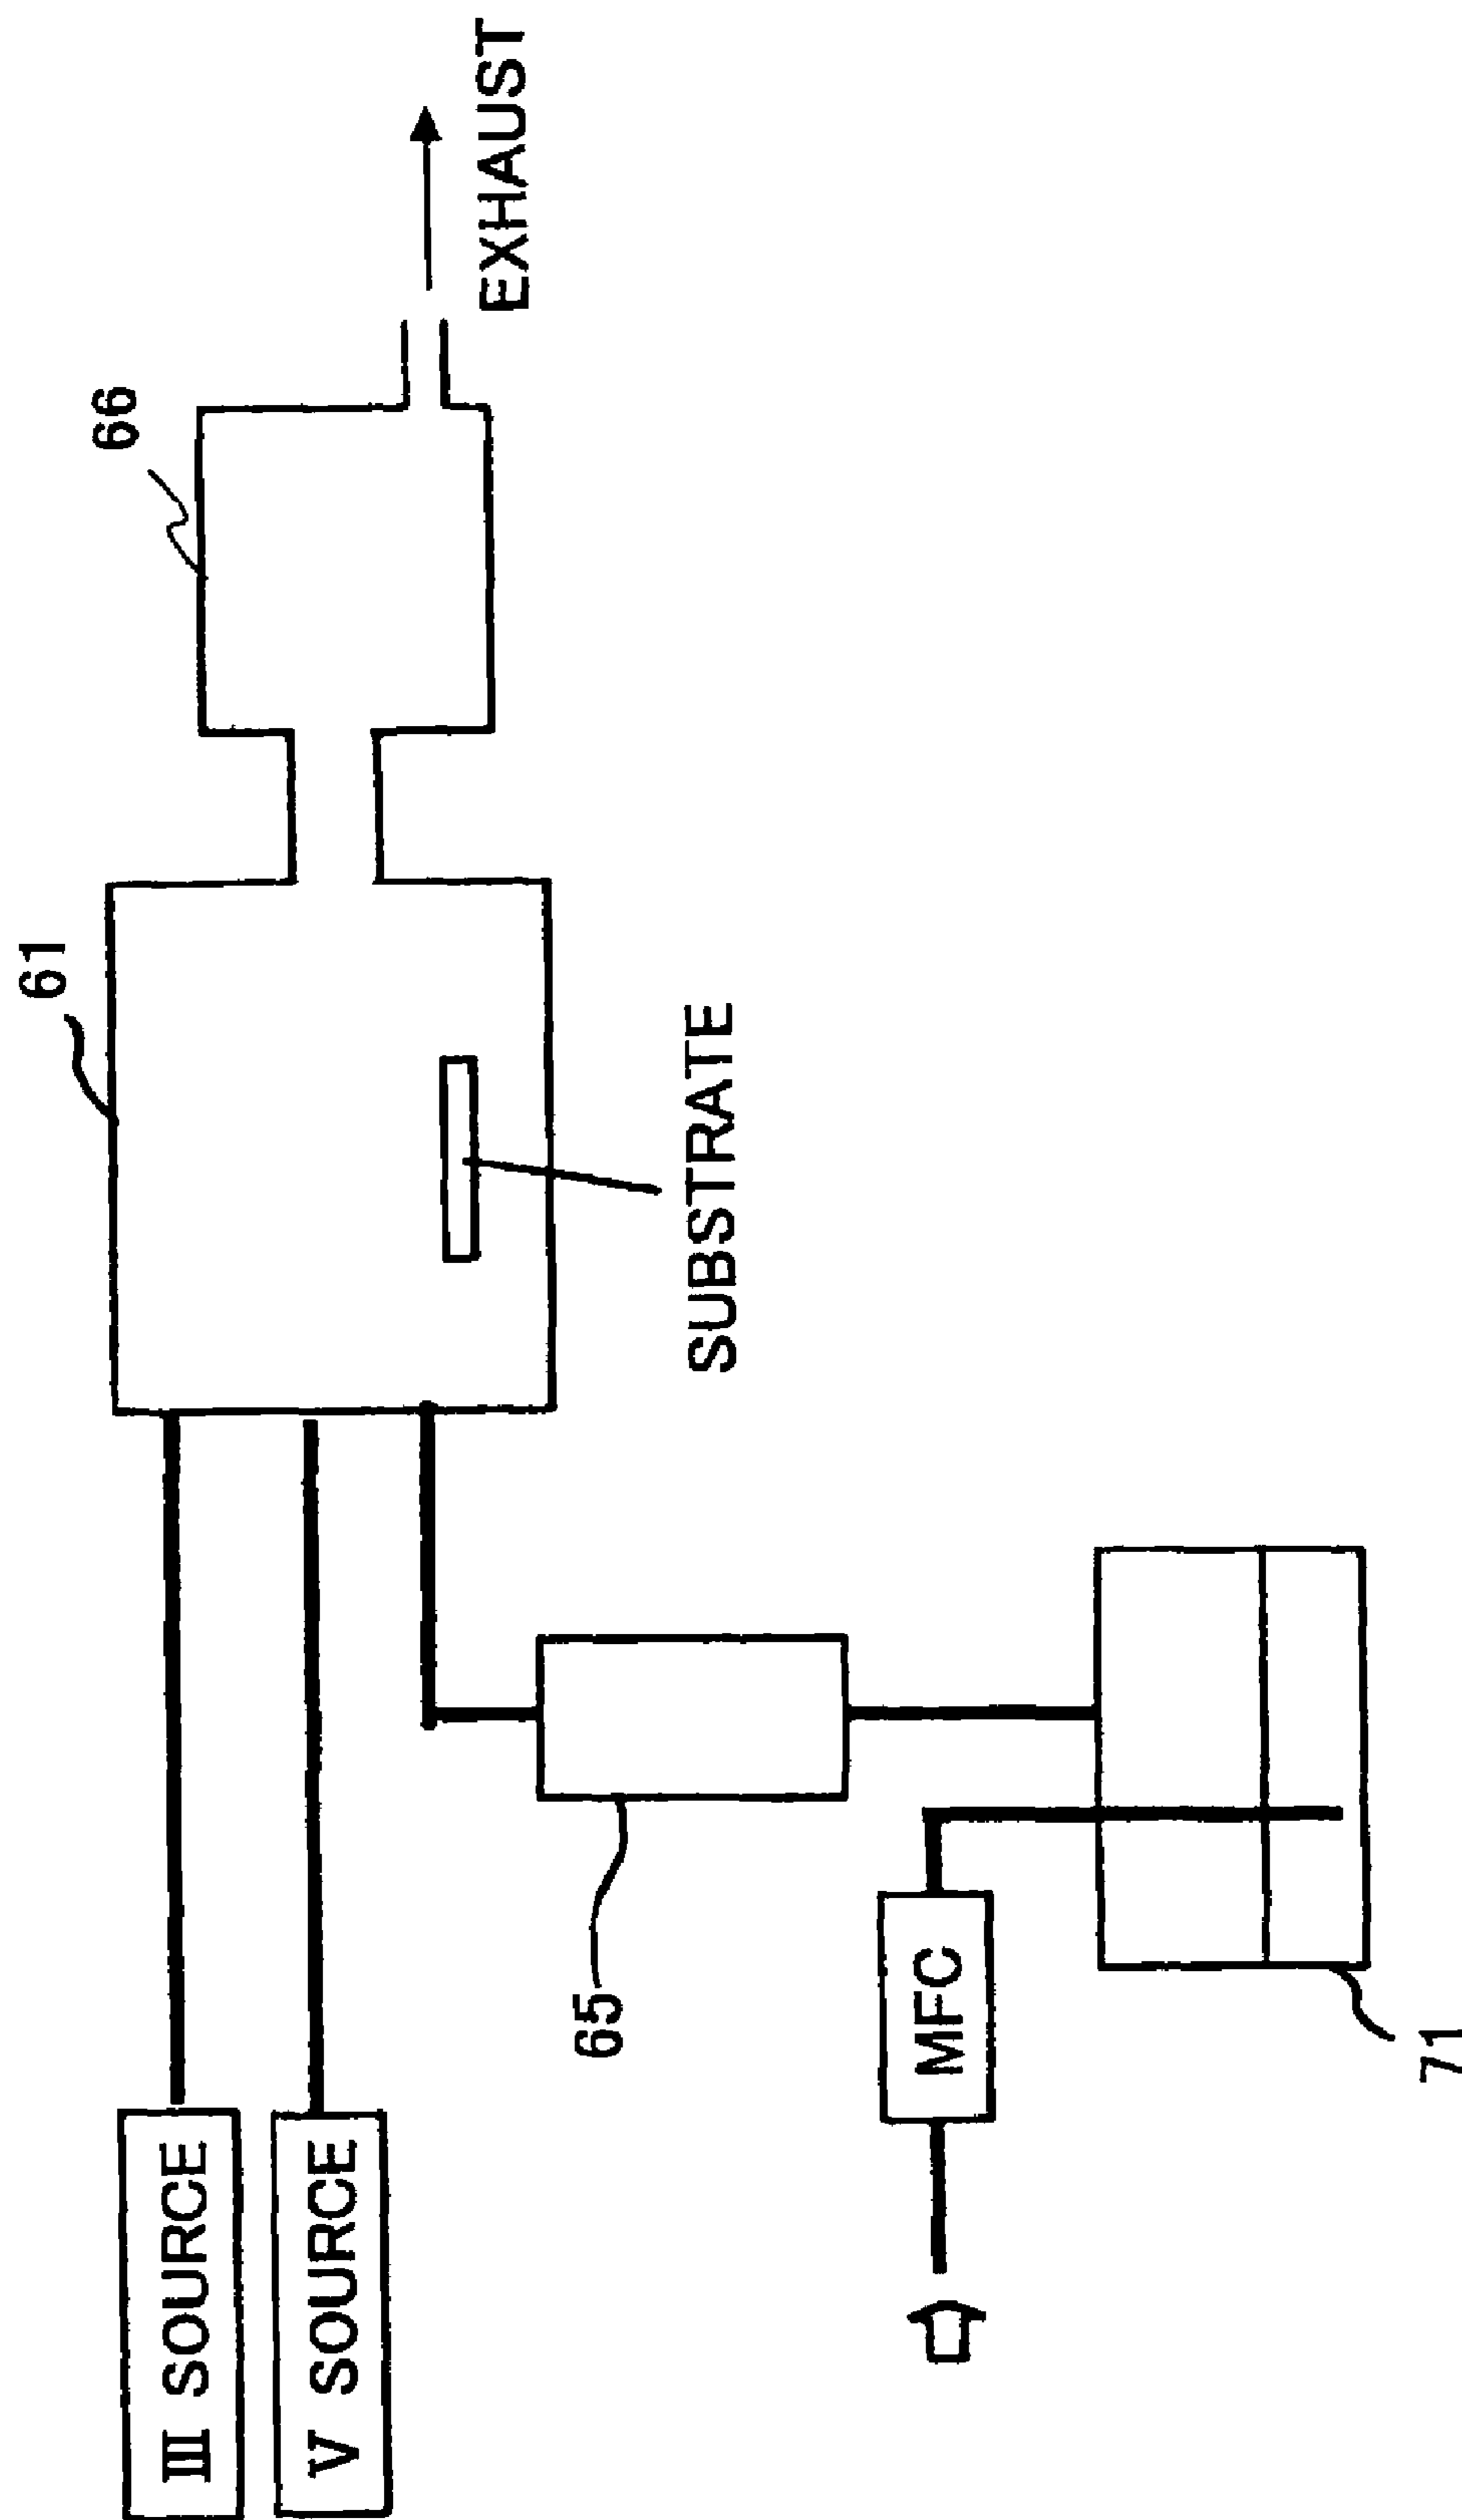 III SOURCE
V SOURCE
61
66
EXHAUST
SUBSTRATE
65
MFC
71